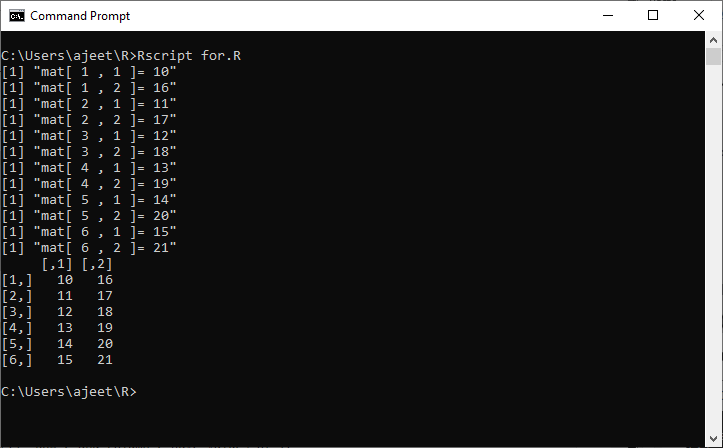 Command Prompt
C:\Users\ajeet\R>Rscript for.R
[1] "mat[ 1 , 1 ]= 10"
[1] "mat[ 1 , 2 ]= 16"
[1] "mat[ 2 , 1 ]= 11"
[1] "mat[ 2 , 2 ]= 17"
[1] "mat[ 3 , 1 ]= 12"
[1] "mat[ 3 , 2 ]= 18"
[1] "mat[ 4 , 1 ]= 13"
[1] "mat[ 4 , 2 ]= 19"
[1] "mat[ 5 , 1 ]= 14"
[1] "mat[ 5 , 2 ]= 20"
[1] "mat[ 6 , 1 ]= 15"
[1] "mat[ 6 , 2 ]= 21"
     [,1] [,2]
[1,]   10   16
[2,]   11   17
[3,]   12   18
[4,]   13   19
[5,]   14   20
[6,]   15   21
C:\Users\ajeet\R>